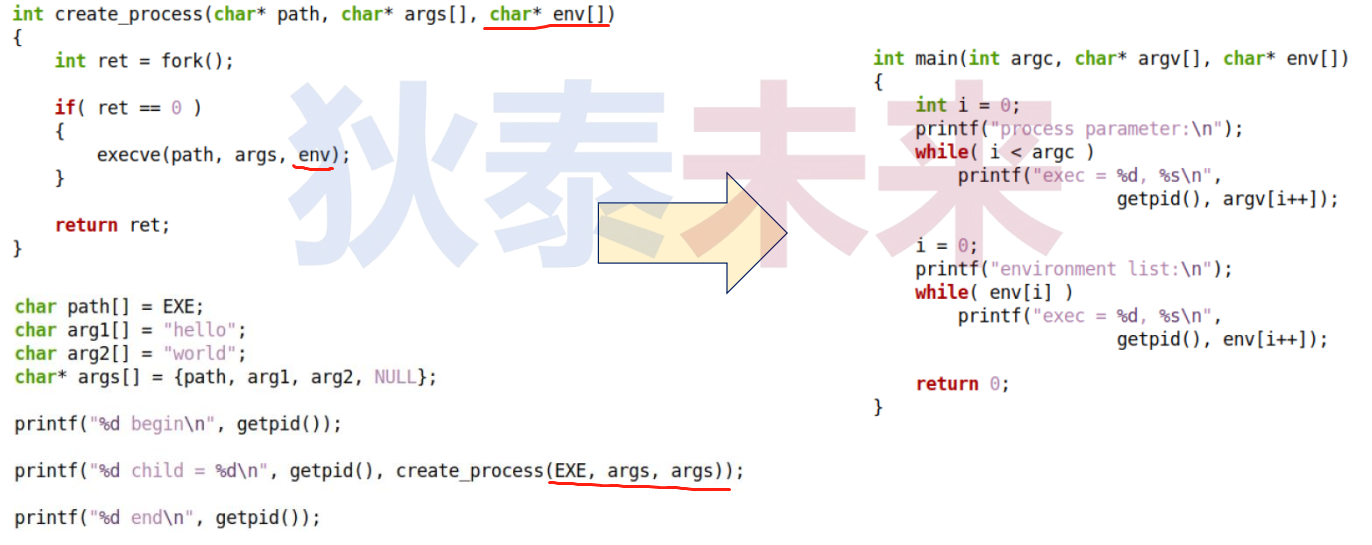 int create_process(char* path, char* args[], char* env[])
{
    int ret = fork();

    if( ret == 0 )
    {
        execve(path, args, env);
    }

    return ret;
}

char path[] = EXE;
char arg1[] = "hello";
char arg2[] = "world";
char* args[] = {path, arg1, arg2, NULL};

printf("%d begin\n", getpid());

printf("%d child = %d\n", getpid(), create_process(EXE, args, args));

printf("%d end\n", getpid());

狄泰未来

int main(int argc, char* argv[], char* env[])
{
    int i = 0;
    printf("process parameter:\n");
    while( i < argc )
        printf("exec = %d, %s\n",
                       getpid(), argv[i++]);

    i = 0;
    printf("environment list:\n");
    while( env[i] )
        printf("exec = %d, %s\n",
                       getpid(), env[i++]);

    return 0;
}